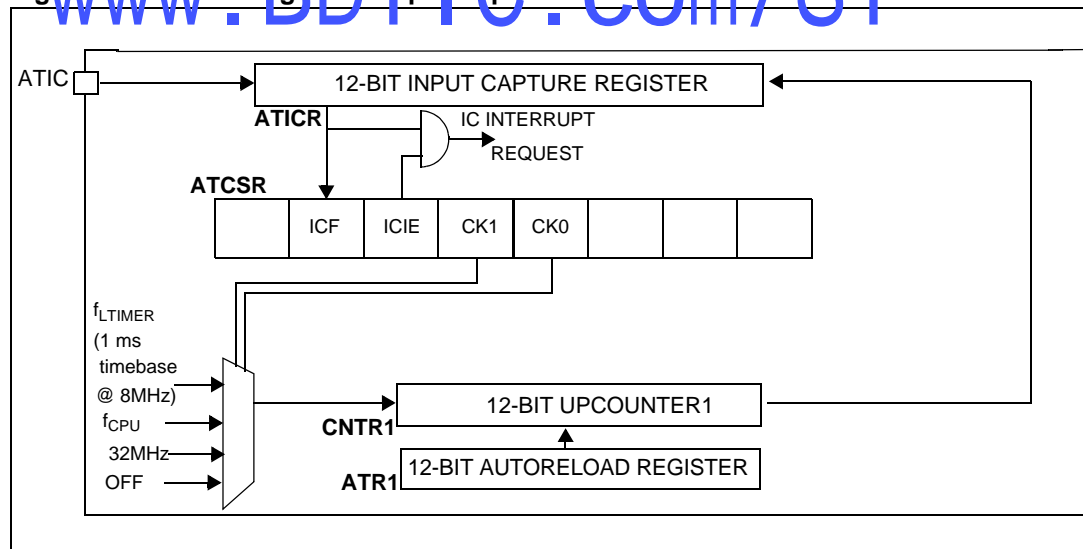 www.BDTIC.com/ST
ATIC
12-BIT INPUT CAPTURE REGISTER
ATICR
IC INTERRUPT
REQUEST
ATCSR
ICF
ICIE
CK1
CK0
fLTIMER
(1 ms
timebase
@ 8MHz)
fCPU
32MHz
OFF
12-BIT UPCOUNTER1
CNTR1
12-BIT AUTORELOAD REGISTER
ATR1